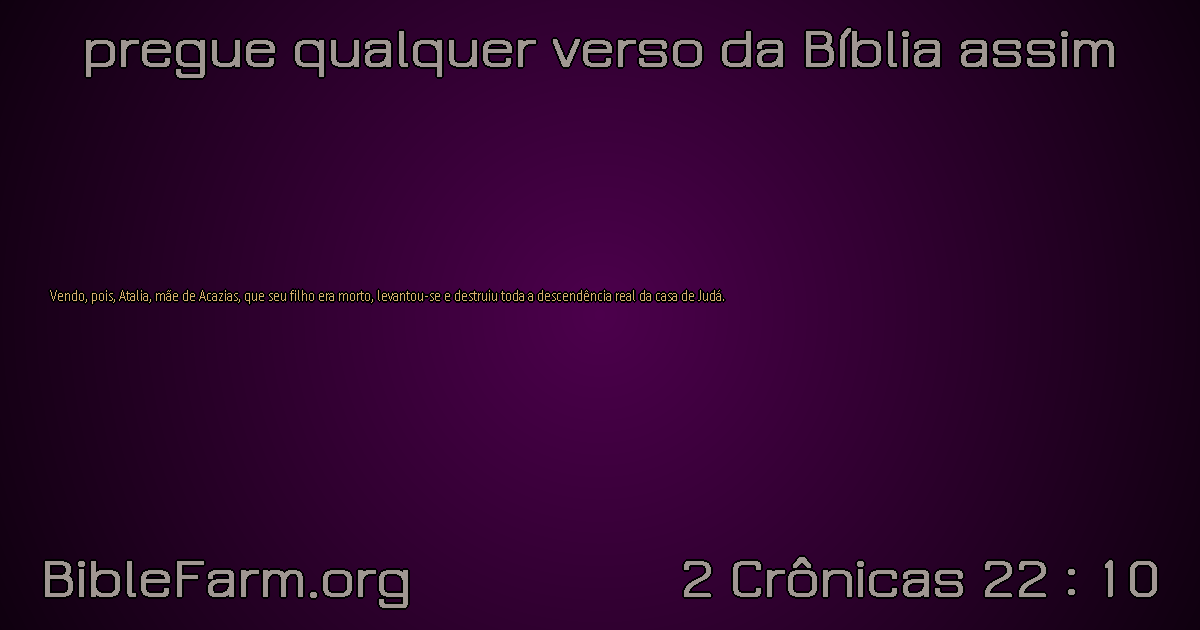 pregue qualquer verso da Bíblia assim
Vendo, pois, Atalia, mãe de Acazias, que seu filho era morto, levantou-se e destruiu toda a descendência real da casa de Judá.
BibleFarm.org
2 Crônicas 22 : 10